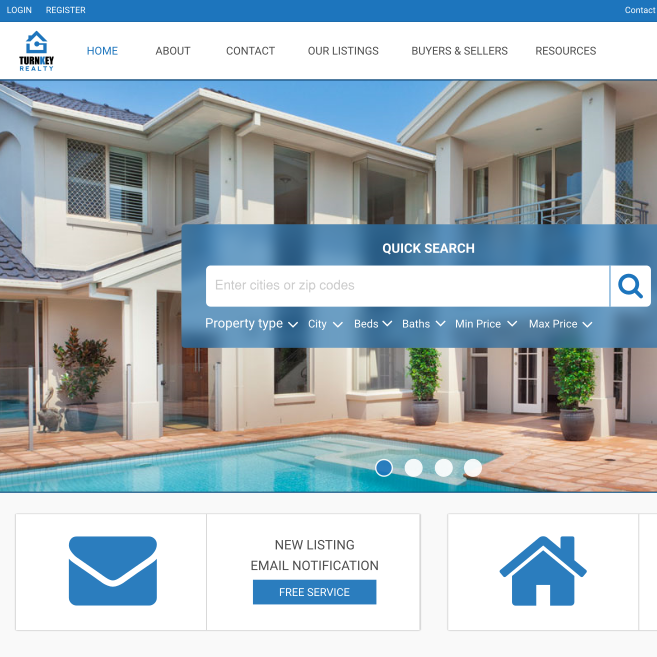 LOGIN REGISTER Contact
TURNKEY
REALTY
HOME ABOUT CONTACT OUR LISTINGS BUYERS & SELLERS RESOURCES
QUICK SEARCH
Enter cities or zip codes
Property type City Beds Baths Min Price Max Price
NEW LISTING
EMAIL NOTIFICATION
FREE SERVICE